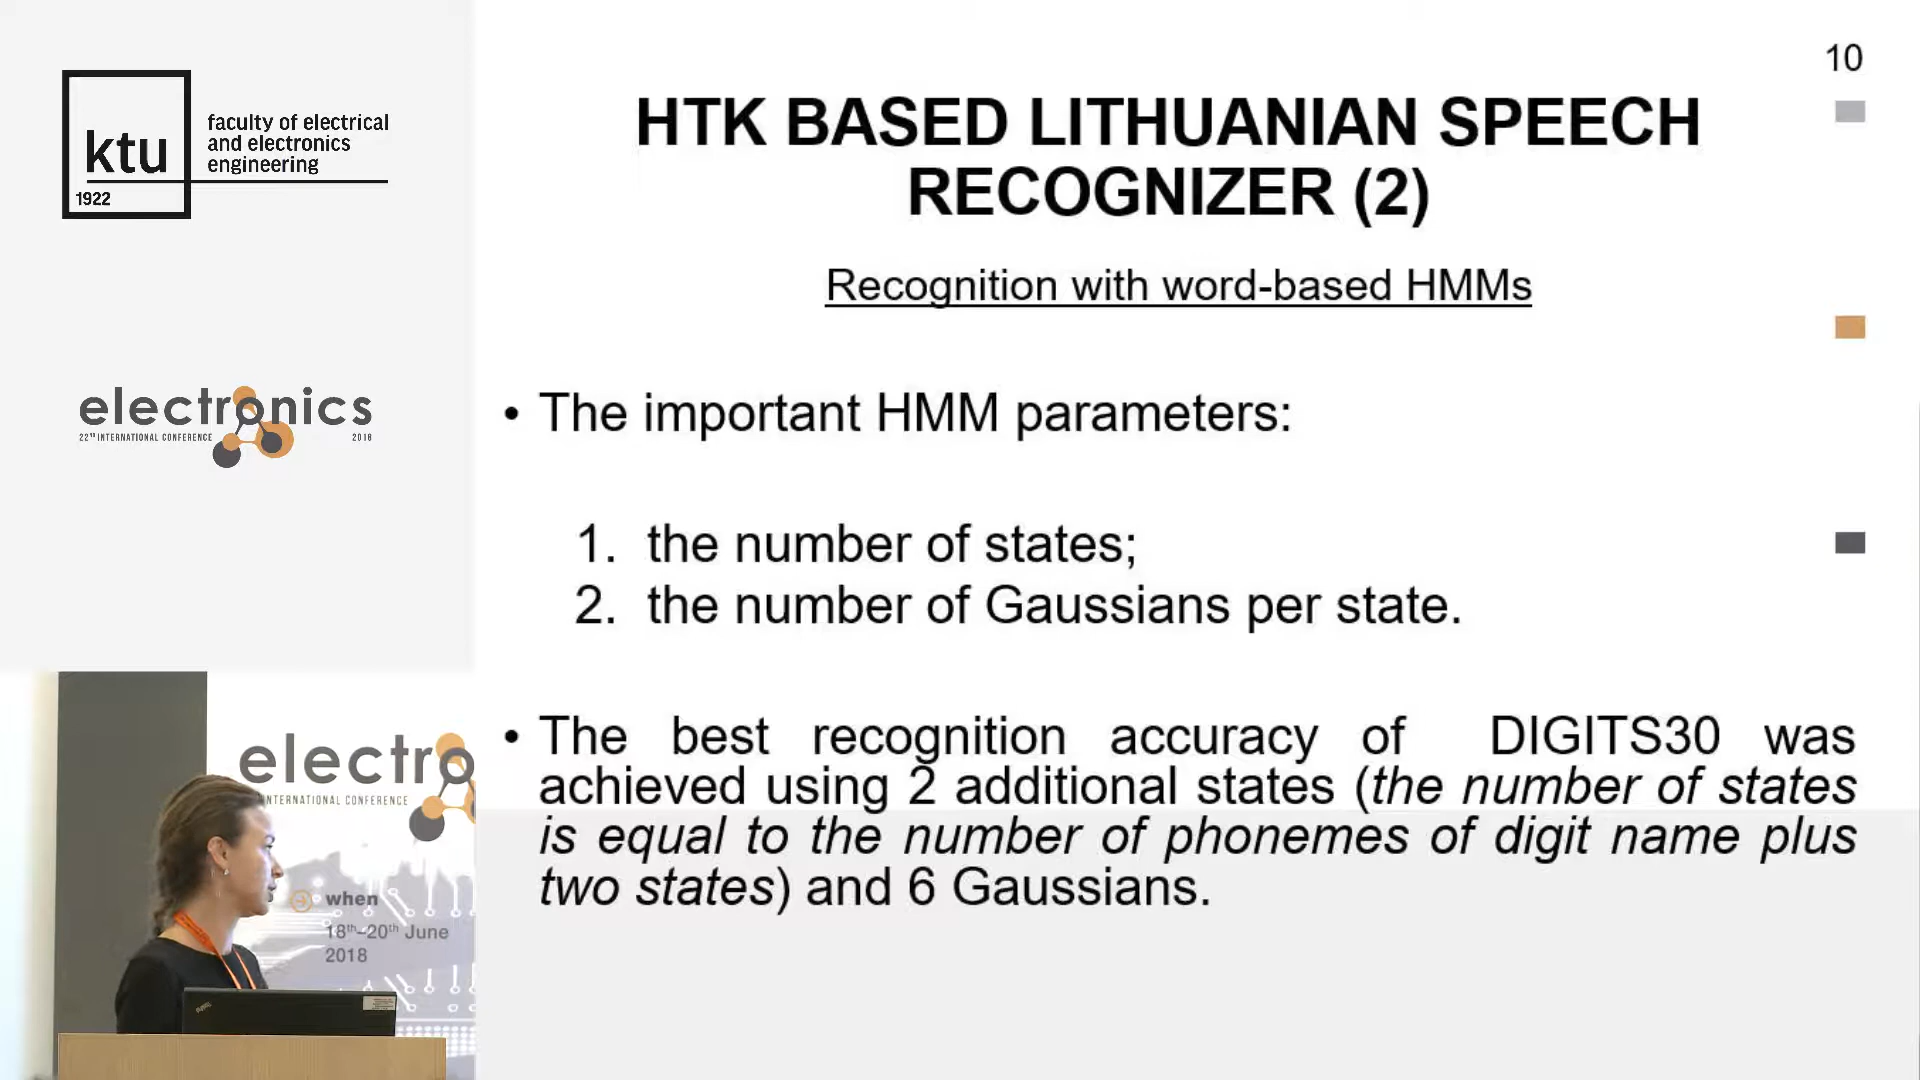 10
ktu
1922
faculty of electrical
and electronics
engineering
HTK BASED LITHUANIAN SPEECH
RECOGNIZER (2)
Recognition with word-based HMMs
electronics
22ND INTERNATIONAL CONFERENCE 2018
• The important HMM parameters:
1. the number of states;
2. the number of Gaussians per state.
• The best recognition accuracy of DIGITS30 was
achieved using 2 additional states (the number of states
is equal to the number of phonemes of digit name plus
two states) and 6 Gaussians.
electro
INTERNATIONAL CONFERENCE
when
18th–20th June
2018